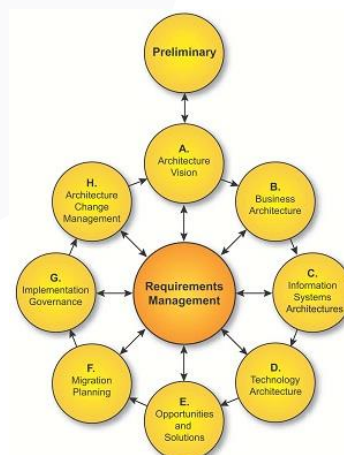 Preliminary
A.
Architecture
Vision
B.
Business
Architecture
C.
Information
Systems
Architectures
D.
Technology
Architecture
E.
Opportunities
and
Solutions
F.
Migration
Planning
G.
Implementation
Governance
H.
Architecture
Change
Management
Requirements
Management